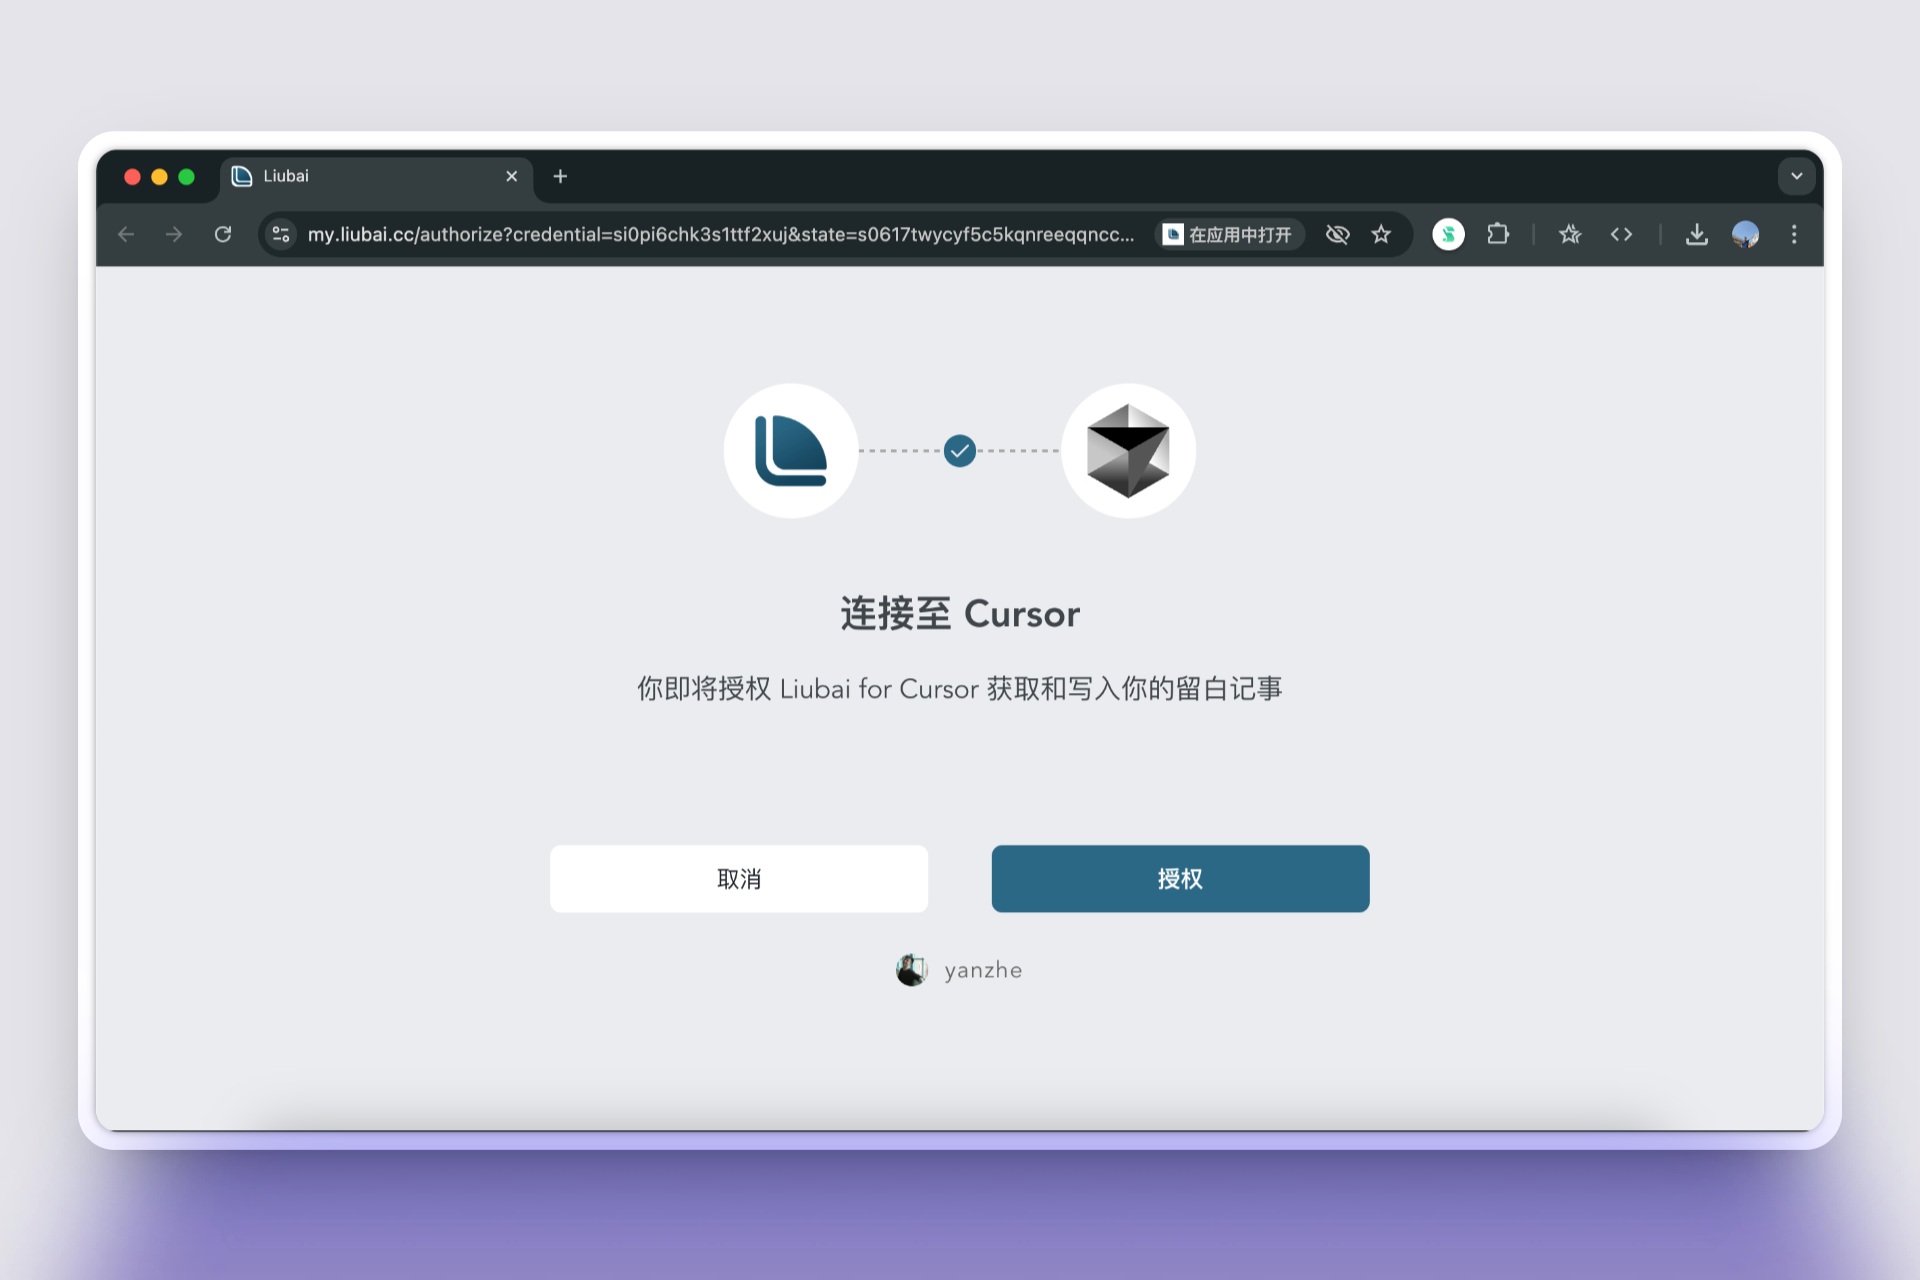 Liubai
my.liubai.cc/authorize?credential=si0pi6chk3s1ttf2xuj&state=s0617twycyf5c5kqnreeqqncc...
在应用中打开
连接至 Cursor
你即将授权 Liubai for Cursor 获取和写入你的留白记事
取消
授权
yanzhe